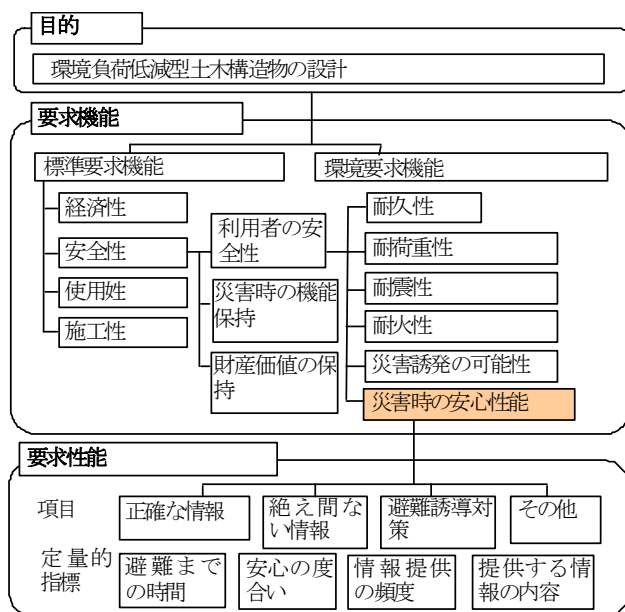 目的
環境負荷低減型土木構造物の設計
要求機能
標準要求機能
環境要求機能
経済性
安全性
使用姓
施工性
利用者の安
全性
災害時の機能
保持
財産価値の保
持
耐久性
耐荷重性
耐震性
耐火性
災害誘発の可能性
災害時の安心性能
要求性能
項目
正確な情報
絶え間な
い情報
避難誘導対
策
その他
定量的
指標
避難まで
の時間
安心の度
合い
情報提供
の頻度
提供する情
報の内容